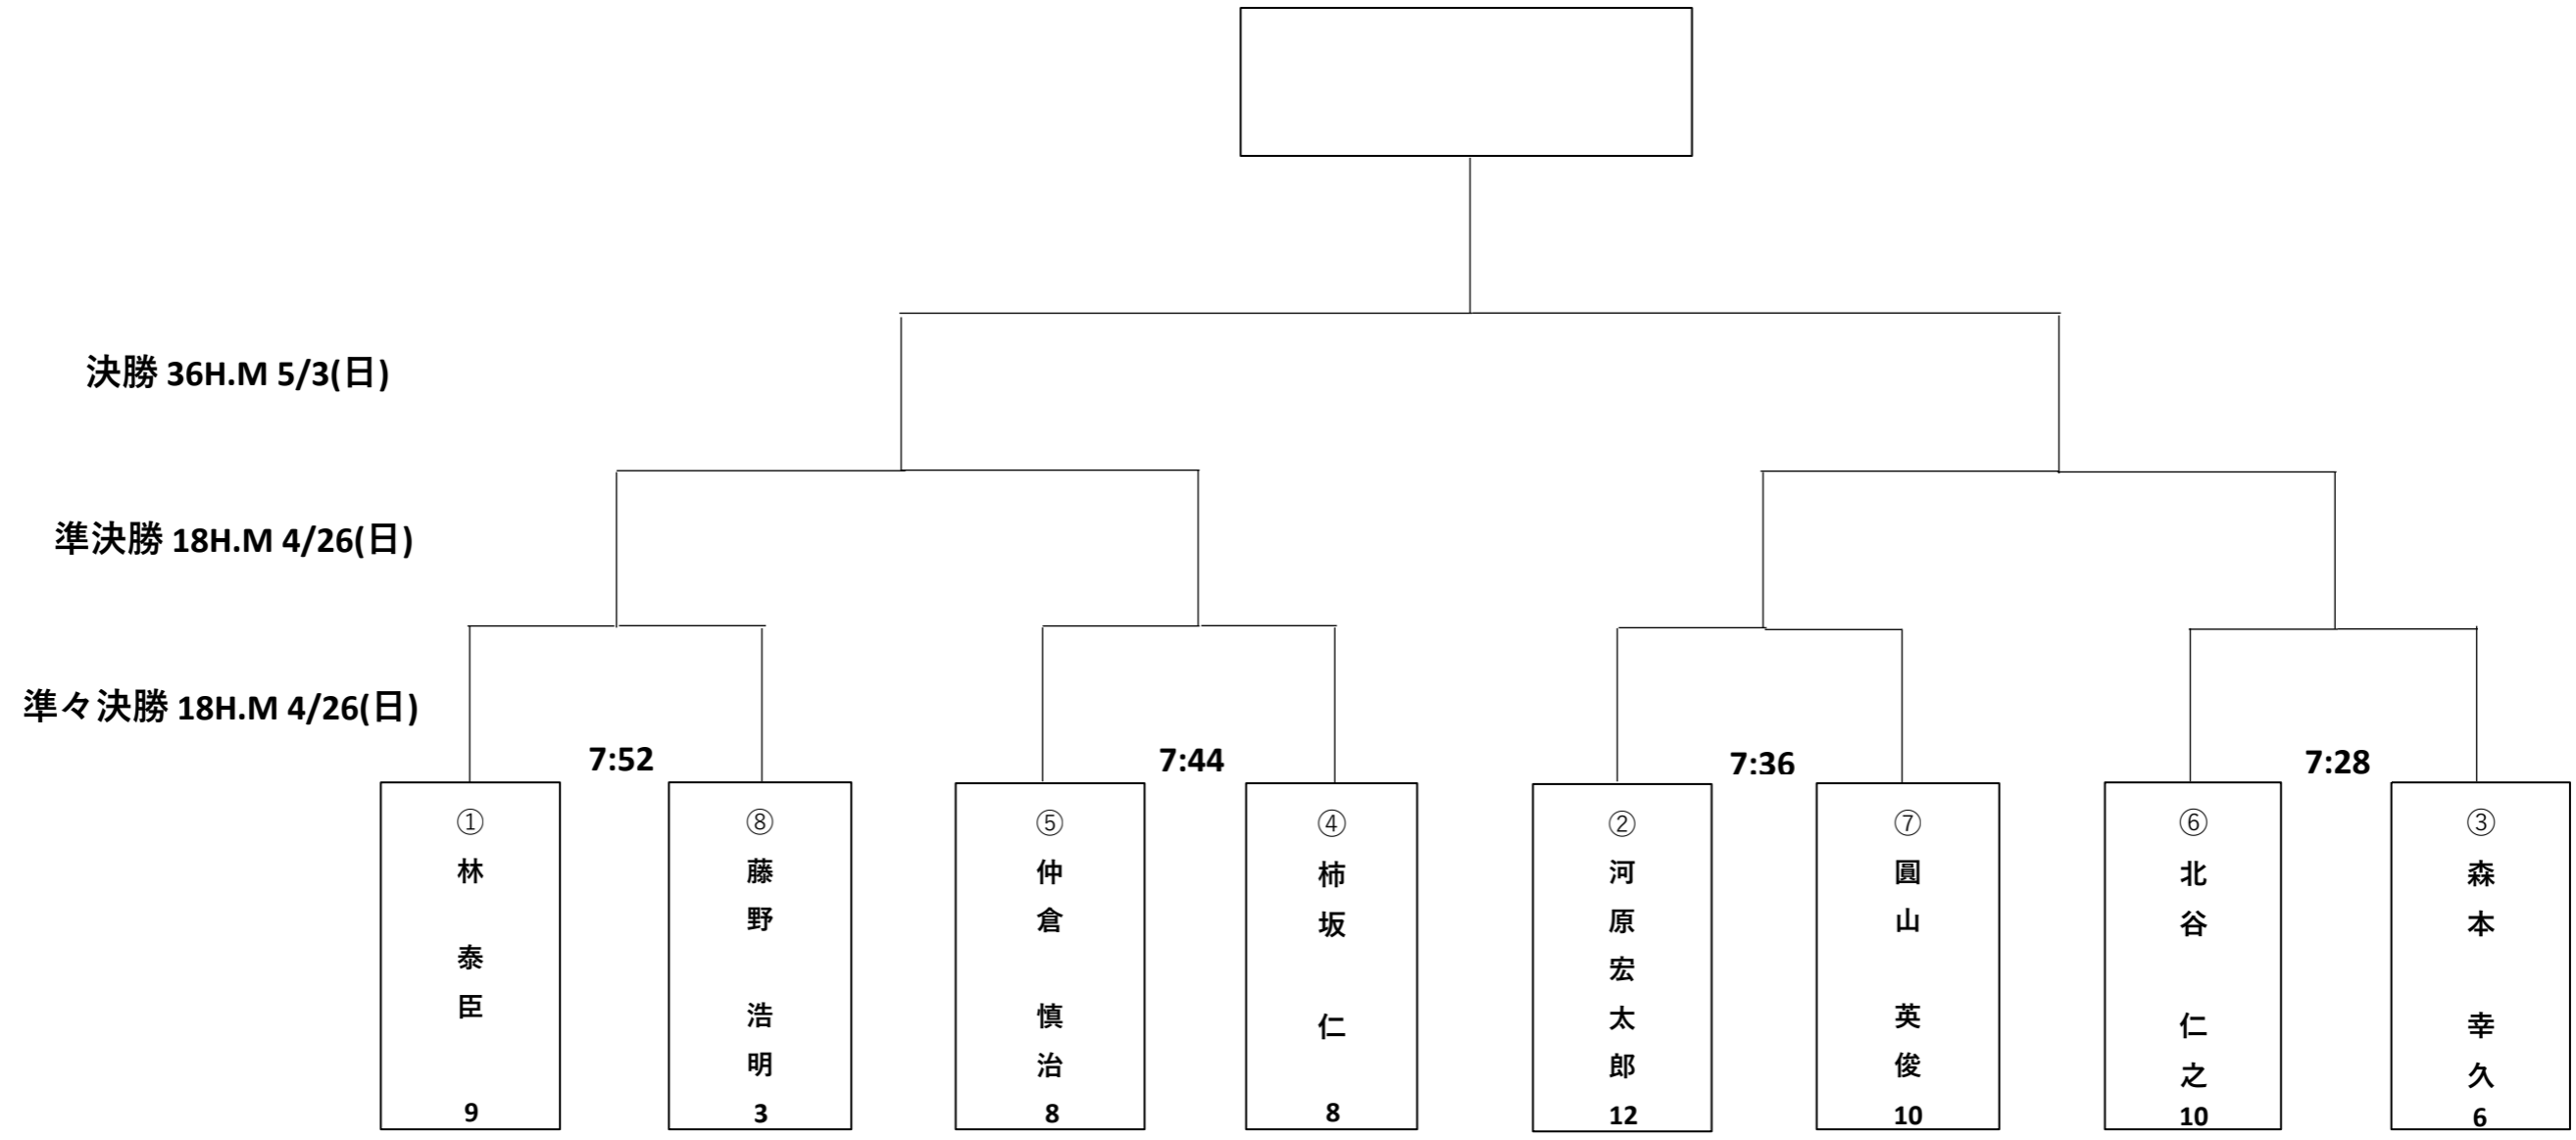 決勝 36H.M 5/3(日)
準決勝 18H.M 4/26(日)
準々決勝 18H.M 4/26(日)
7:52
7:44
7:36
7:28
①林 泰臣 9
⑧藤野 浩明 3
⑤仲倉 慎治 8
④柿坂 仁 8
②河原宏太郎 12
⑦圓山 英俊 10
⑥北谷 仁之 10
③森本 幸久 6